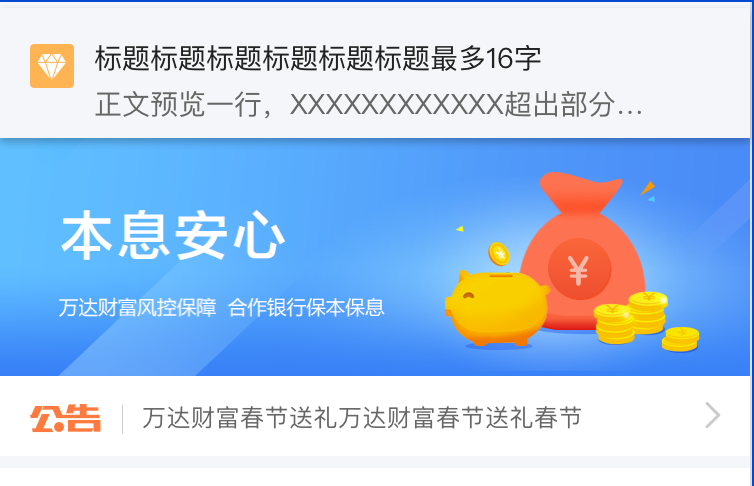 标题标题标题标题标题标题最多16字
正文预览一行，XXXXXXXXXXXX超出部分...
本息安心
万达财富风控保障 合作银行保本保息
公告
万达财富春节送礼万达财富春节送礼春节